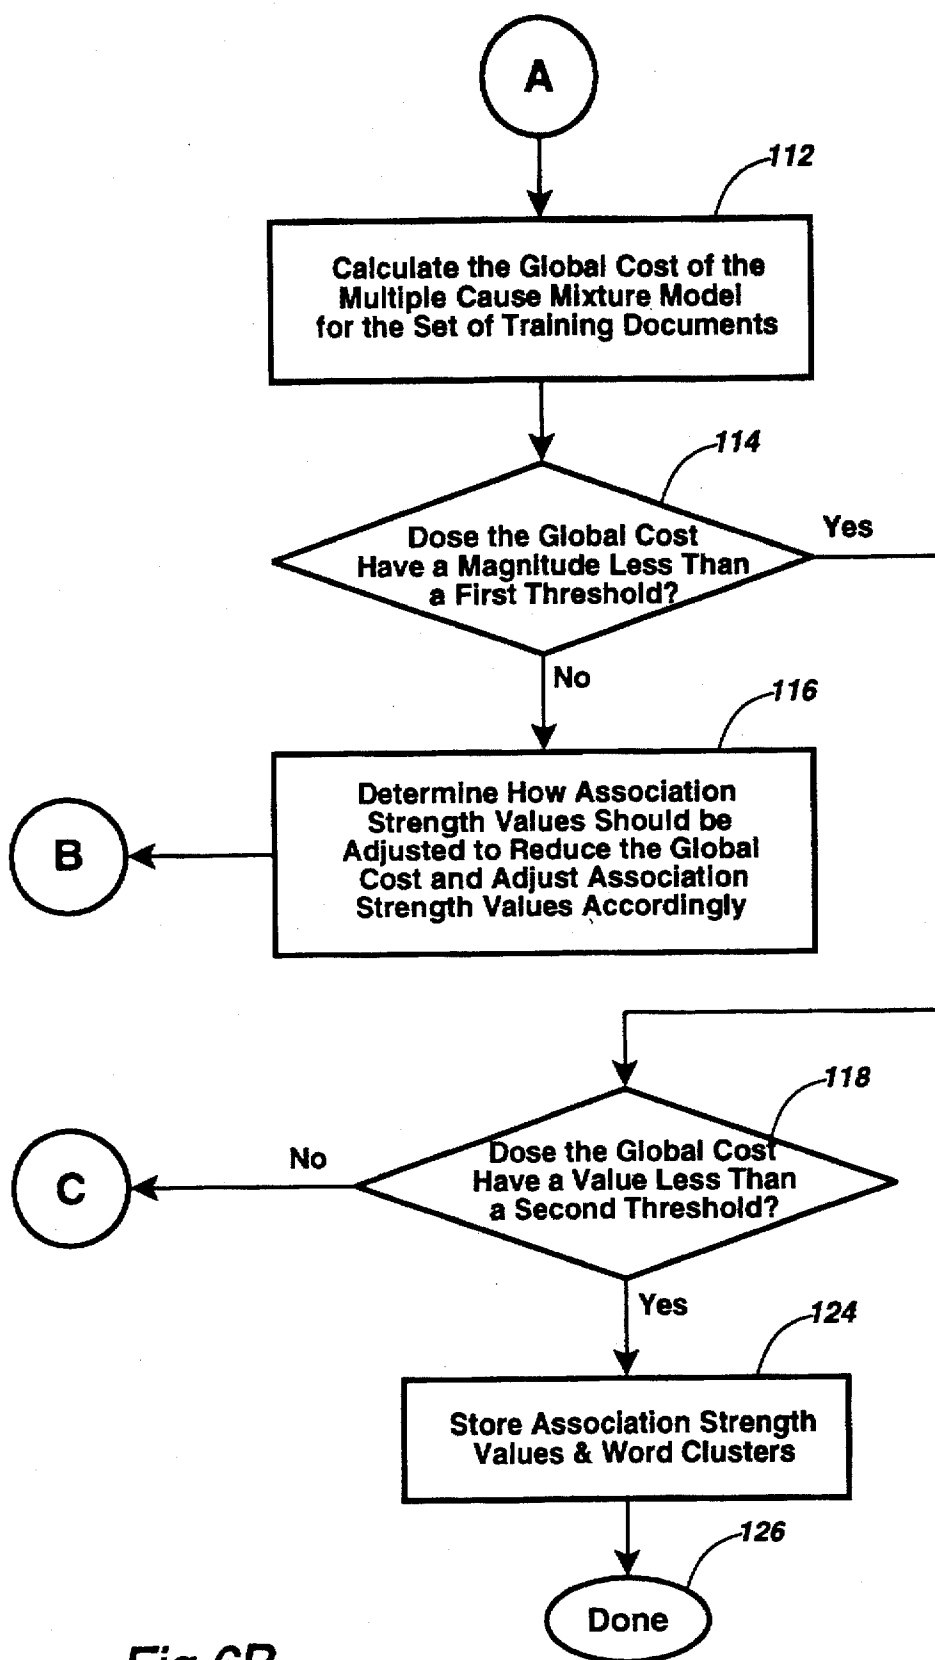 A
112
Calculate the Global Cost of the
Multiple Cause Mixture Model
for the Set of Training Documents
114
Dose the Global Cost
Have a Magnitude Less Than
a First Threshold?
Yes
No
116
Determine How Association
Strength Values Should be
Adjusted to Reduce the Global
Cost and Adjust Association
Strength Values Accordingly
B
118
Dose the Global Cost
Have a Value Less Than
a Second Threshold?
No
C
Yes
124
Store Association Strength
Values & Word Clusters
126
Done
Fig.6B